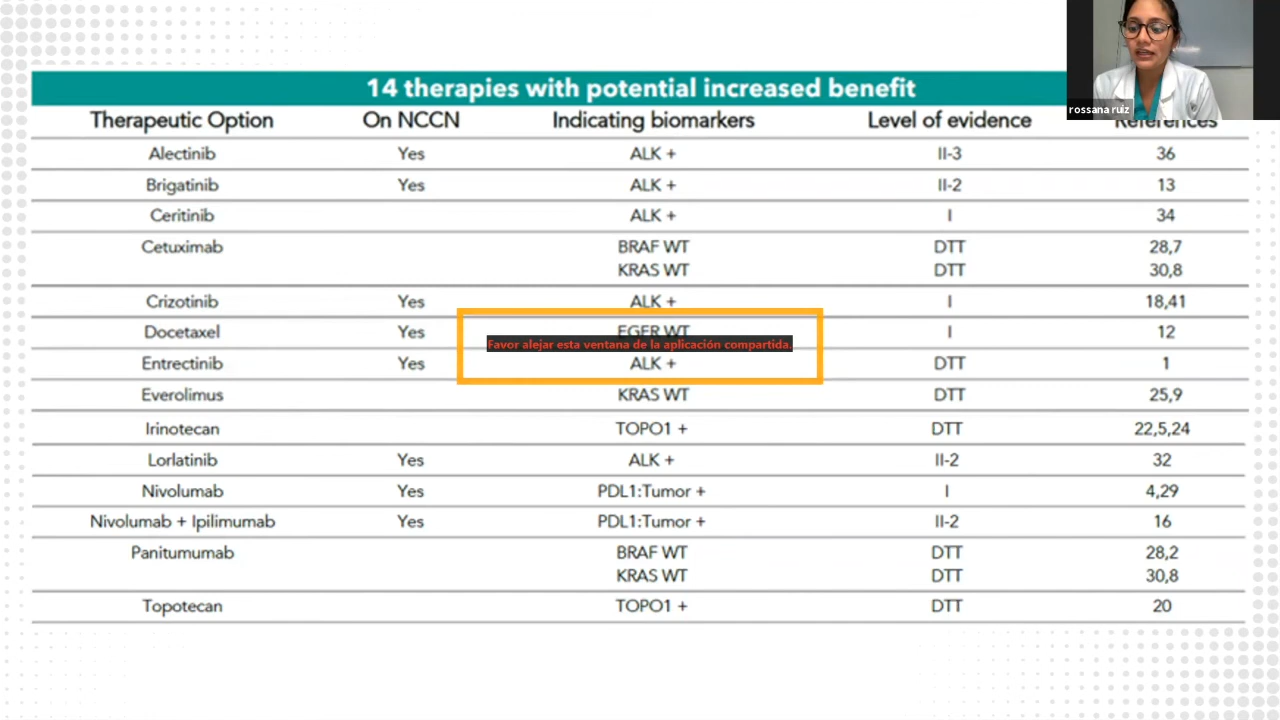 rossana ruiz
14 therapies with potential increased benefit
Therapeutic Option On NCCN Indicating biomarkers Level of evidence References
Alectinib Yes ALK + II-3 36
Brigatinib Yes ALK + II-2 13
Ceritinib ALK + I 34
Cetuximab BRAF WT DTT 28,7
KRAS WT DTT 30,8
Crizotinib Yes ALK + I 18,41
Docetaxel Yes EGFR WT I 12
Favor alejar esta ventana de la aplicación compartida.
Entrectinib Yes ALK + DTT 1
Everolimus KRAS WT DTT 25,9
Irinotecan TOPO1 + DTT 22,5,24
Lorlatinib Yes ALK + II-2 32
Nivolumab Yes PDL1:Tumor + I 4,29
Nivolumab + Ipilimumab Yes PDL1:Tumor + II-2 16
Panitumumab BRAF WT DTT 28,2
KRAS WT DTT 30,8
Topotecan TOPO1 + DTT 20